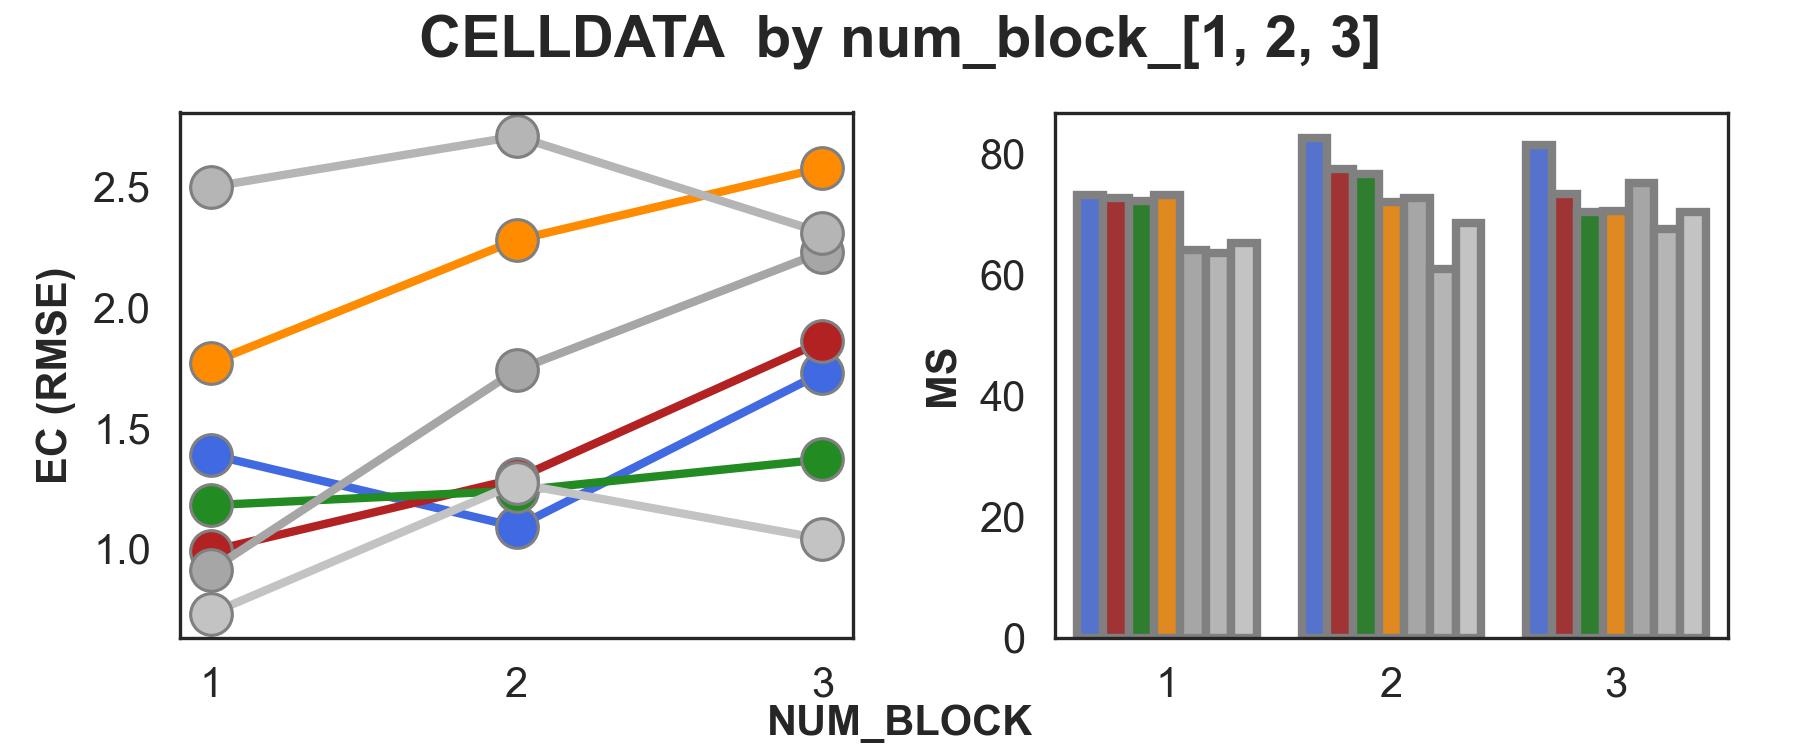 CELLDATA by num_block_[1, 2, 3]
EC (RMSE)
2.5
2.0
1.5
1.0
1 2 3
MS
80
60
40
20
0
1 2 3
NUM_BLOCK